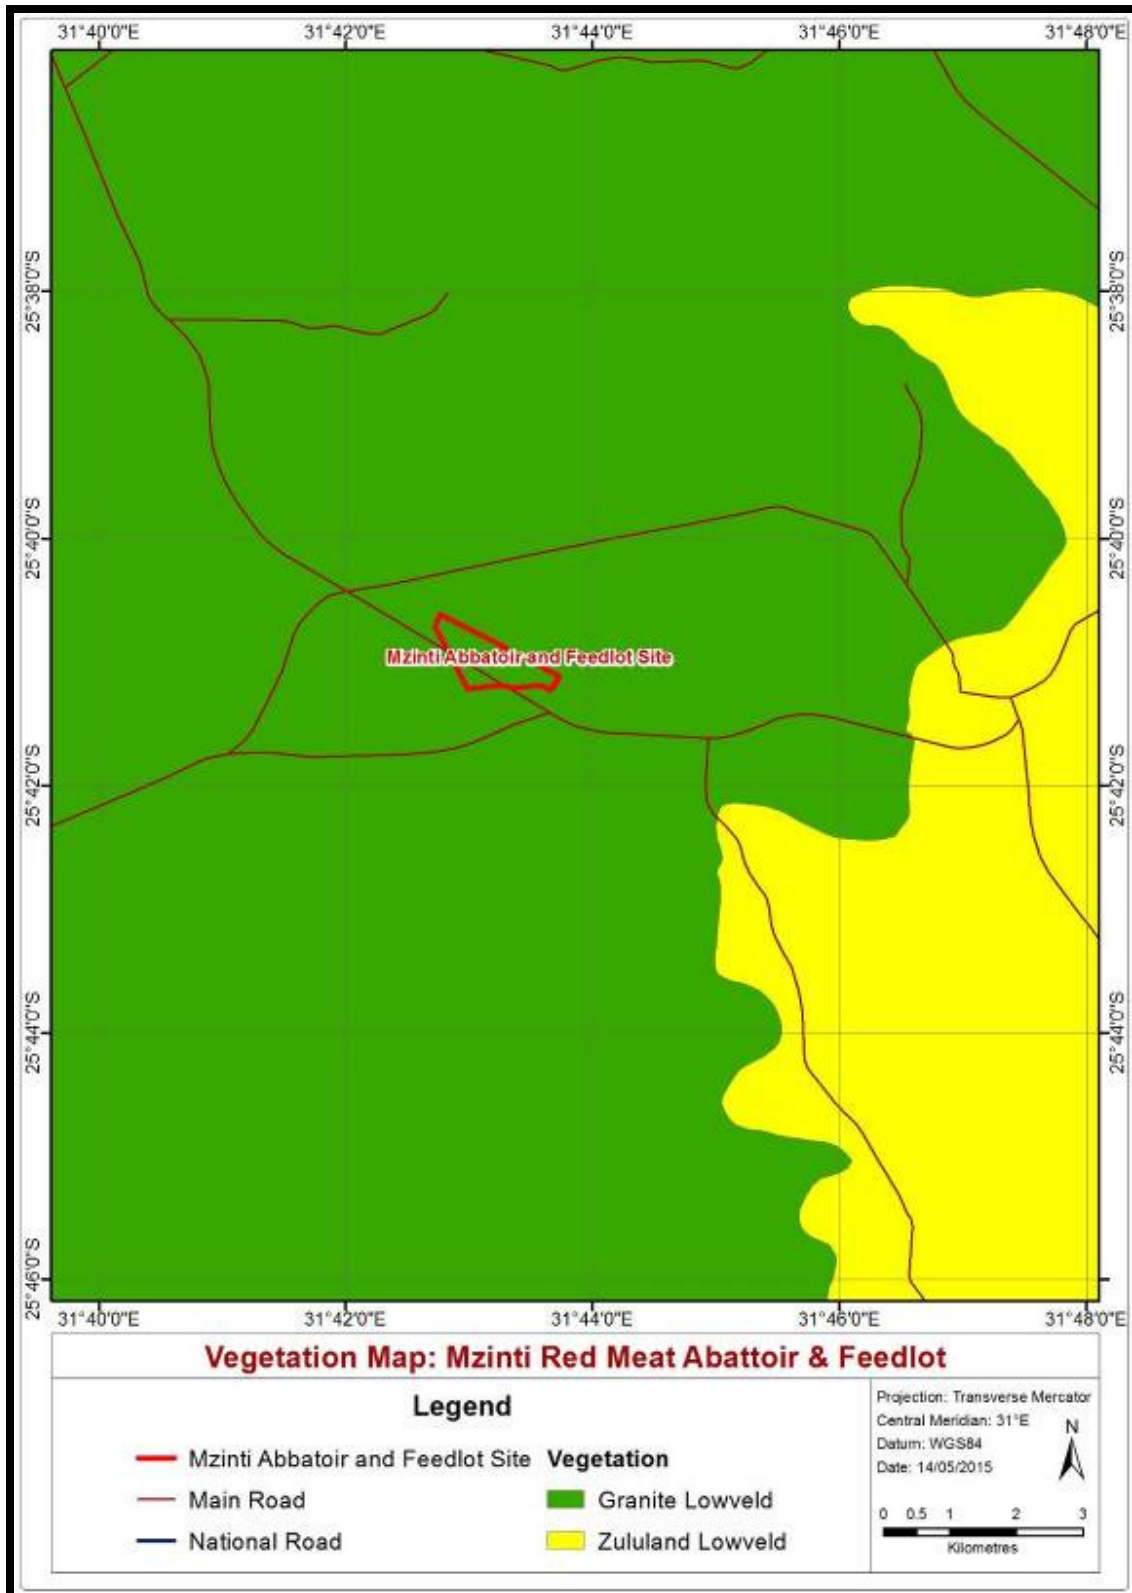 31°40'0"E 31°42'0"E 31°44'0"E 31°46'0"E 31°48'0"E
25°38'0"S 25°38'0"S
25°40'0"S 25°40'0"S
Mzinti Abbatoir and Feedlot Site
25°42'0"S 25°42'0"S
25°44'0"S 25°44'0"S
25°46'0"S
31°40'0"E 31°42'0"E 31°44'0"E 31°46'0"E 31°48'0"E
Vegetation Map: Mzinti Red Meat Abattoir & Feedlot
Legend
Mzinti Abbatoir and Feedlot Site
Main Road
National Road
Vegetation
Granite Lowveld
Zululand Lowveld
Projection: Transverse Mercator
Central Meridian: 31°E
Datum: WGS84
Date: 14/05/2015
N
0 0.5 1 2 3
Kilometres